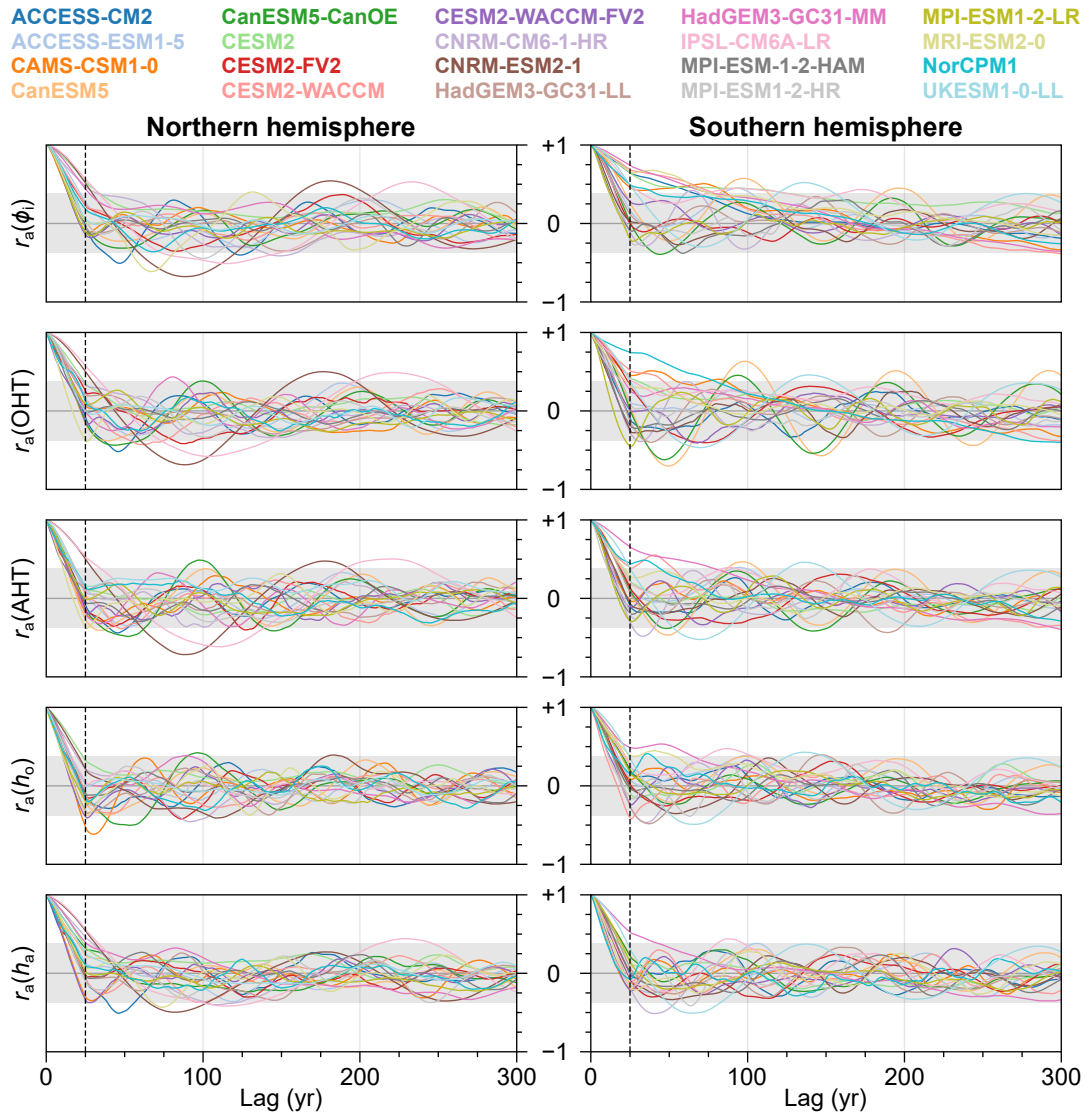 ACCESS-CM2 CanESM5-CanOE CESM2-WACCM-FV2 HadGEM3-GC31-MM MPI-ESM1-2-LR
ACCESS-ESM1-5 CESM2 CNRM-CM6-1-HR IPSL-CM6A-LR MRI-ESM2-0
CAMS-CSM1-0 CESM2-FV2 CNRM-ESM2-1 MPI-ESM-1-2-HAM NorCPM1
CanESM5 CESM2-WACCM HadGEM3-GC31-LL MPI-ESM1-2-HR UKESM1-0-LL
Northern hemisphere Southern hemisphere
+1
rₐ(ϕᵢ) 0
−1
+1
rₐ(OHT) 0
−1
+1
rₐ(AHT) 0
−1
+1
rₐ(hₒ) 0
−1
+1
rₐ(hₐ) 0
−1
0 100 200 300 0 100 200 300
Lag (yr) Lag (yr)